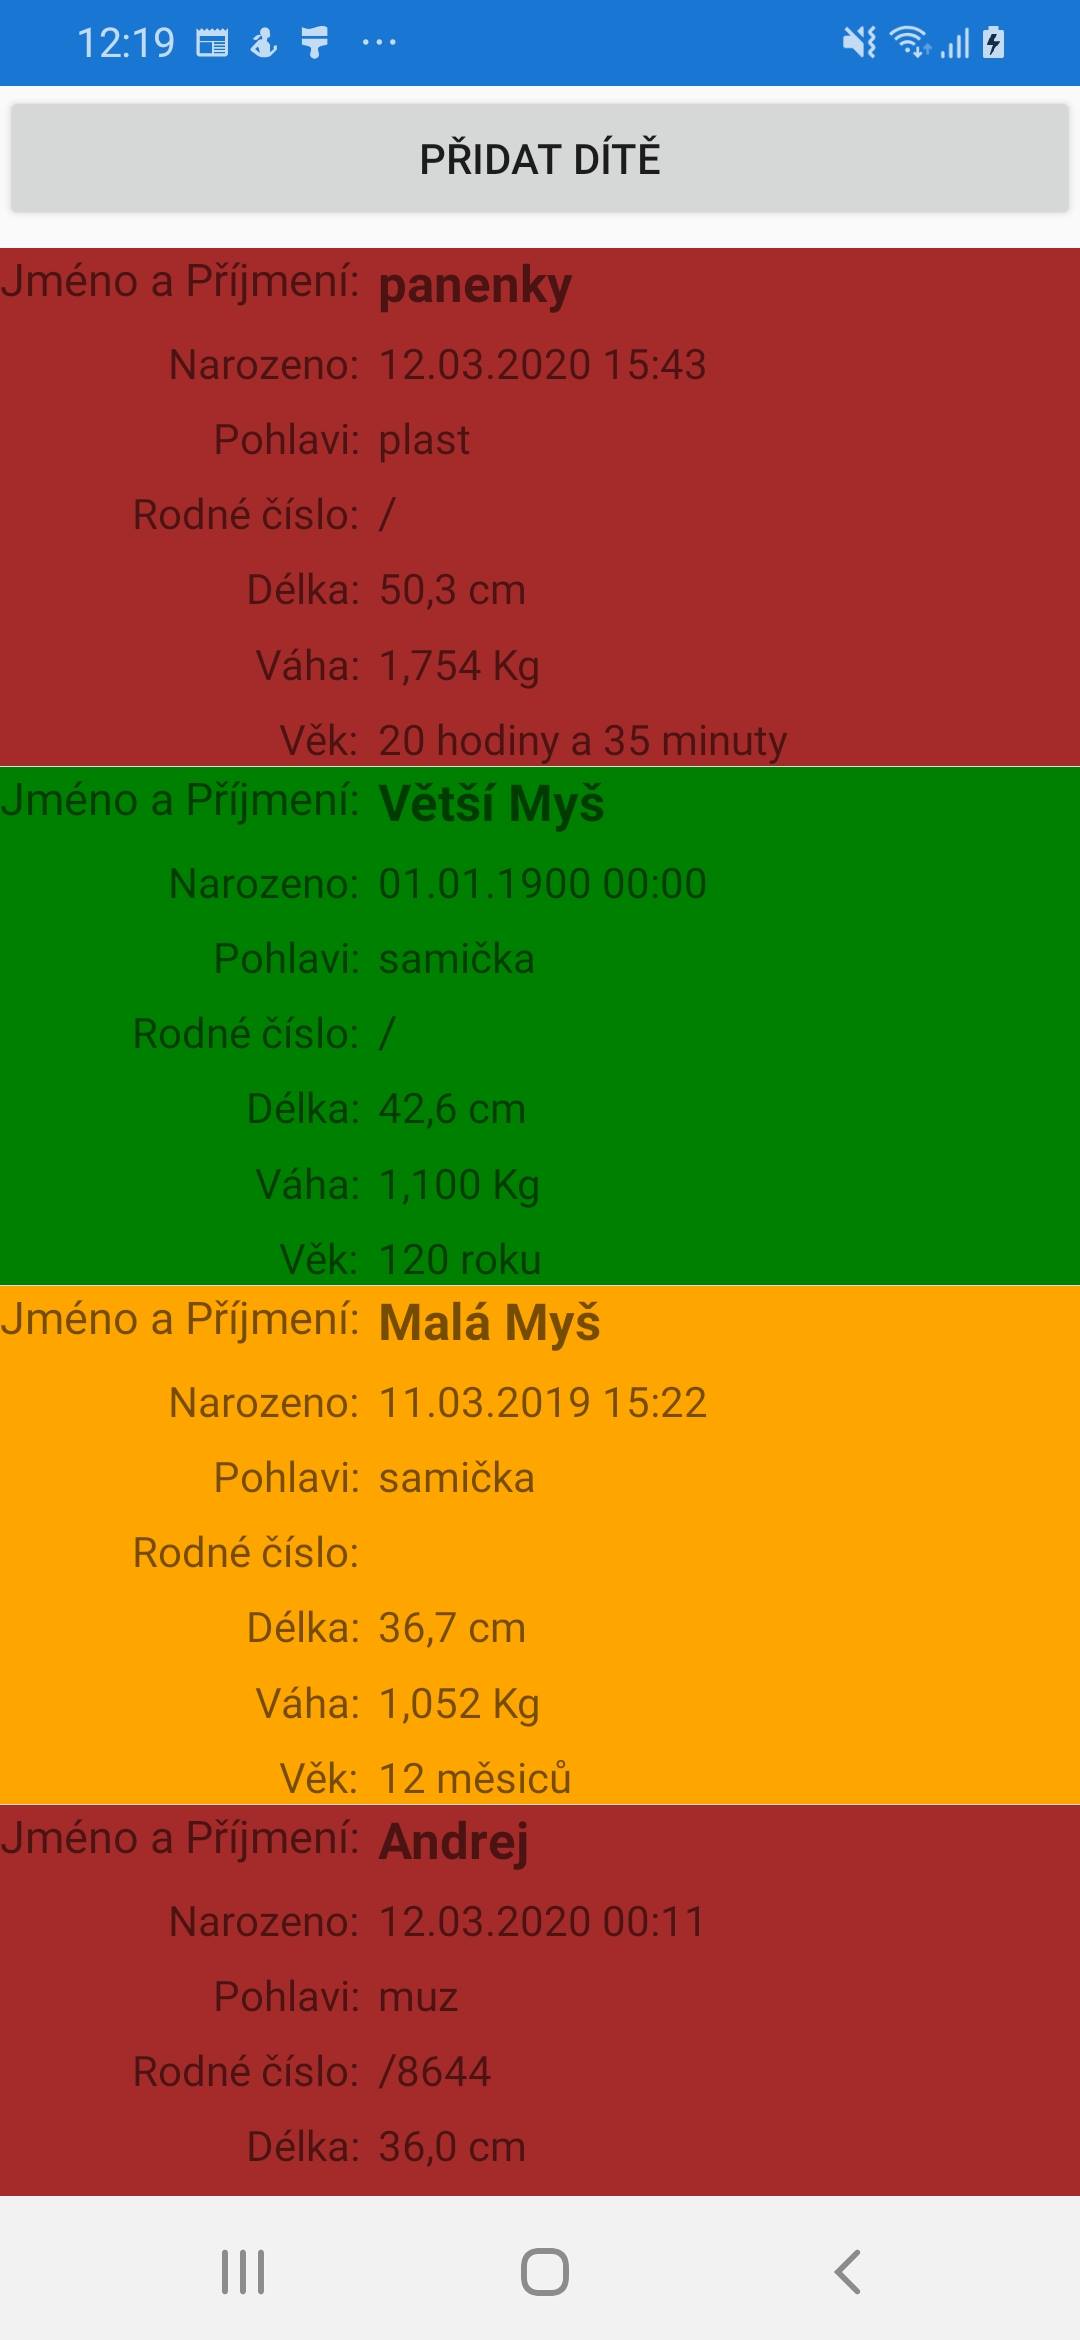 12:19
PŘIDAT DÍTĚ
Jméno a Příjmení: panenky
Narozeno: 12.03.2020 15:43
Pohlavi: plast
Rodné číslo: /
Délka: 50,3 cm
Váha: 1,754 Kg
Věk: 20 hodiny a 35 minuty
Jméno a Příjmení: Větší Myš
Narozeno: 01.01.1900 00:00
Pohlavi: samička
Rodné číslo: /
Délka: 42,6 cm
Váha: 1,100 Kg
Věk: 120 roku
Jméno a Příjmení: Malá Myš
Narozeno: 11.03.2019 15:22
Pohlavi: samička
Rodné číslo:
Délka: 36,7 cm
Váha: 1,052 Kg
Věk: 12 měsiců
Jméno a Příjmení: Andrej
Narozeno: 12.03.2020 00:11
Pohlavi: muz
Rodné číslo: /8644
Délka: 36,0 cm